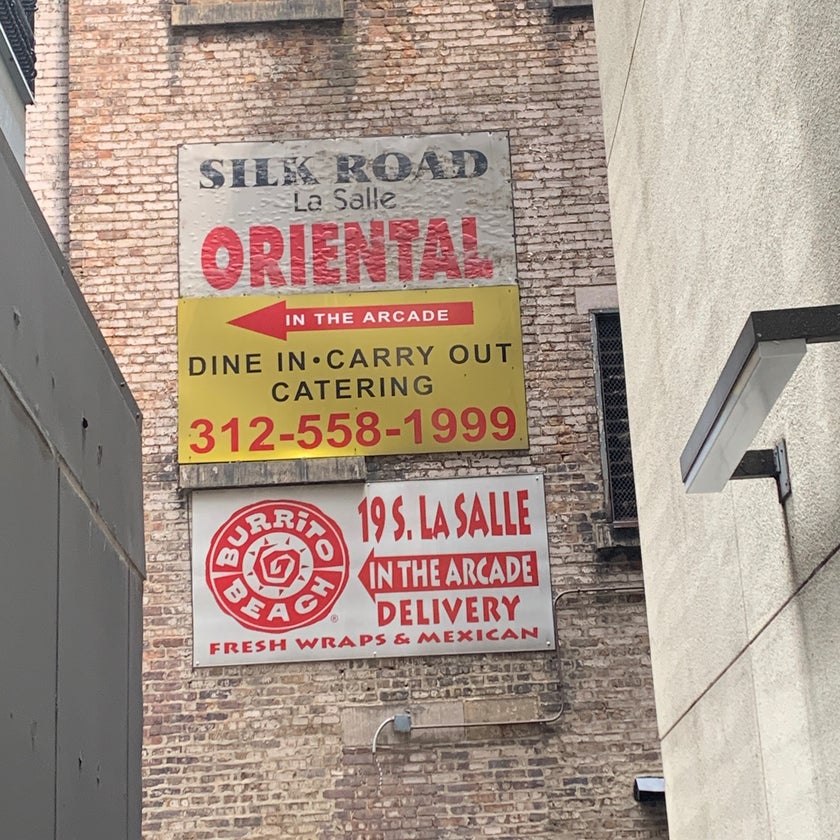 SILK ROAD
La Salle
ORIENTAL
IN THE ARCADE
DINE IN•CARRY OUT
CATERING
312-558-1999
BURRITO
BEACH
®
19 S. LA SALLE
IN THE ARCADE
DELIVERY
FRESH WRAPS & MEXICAN